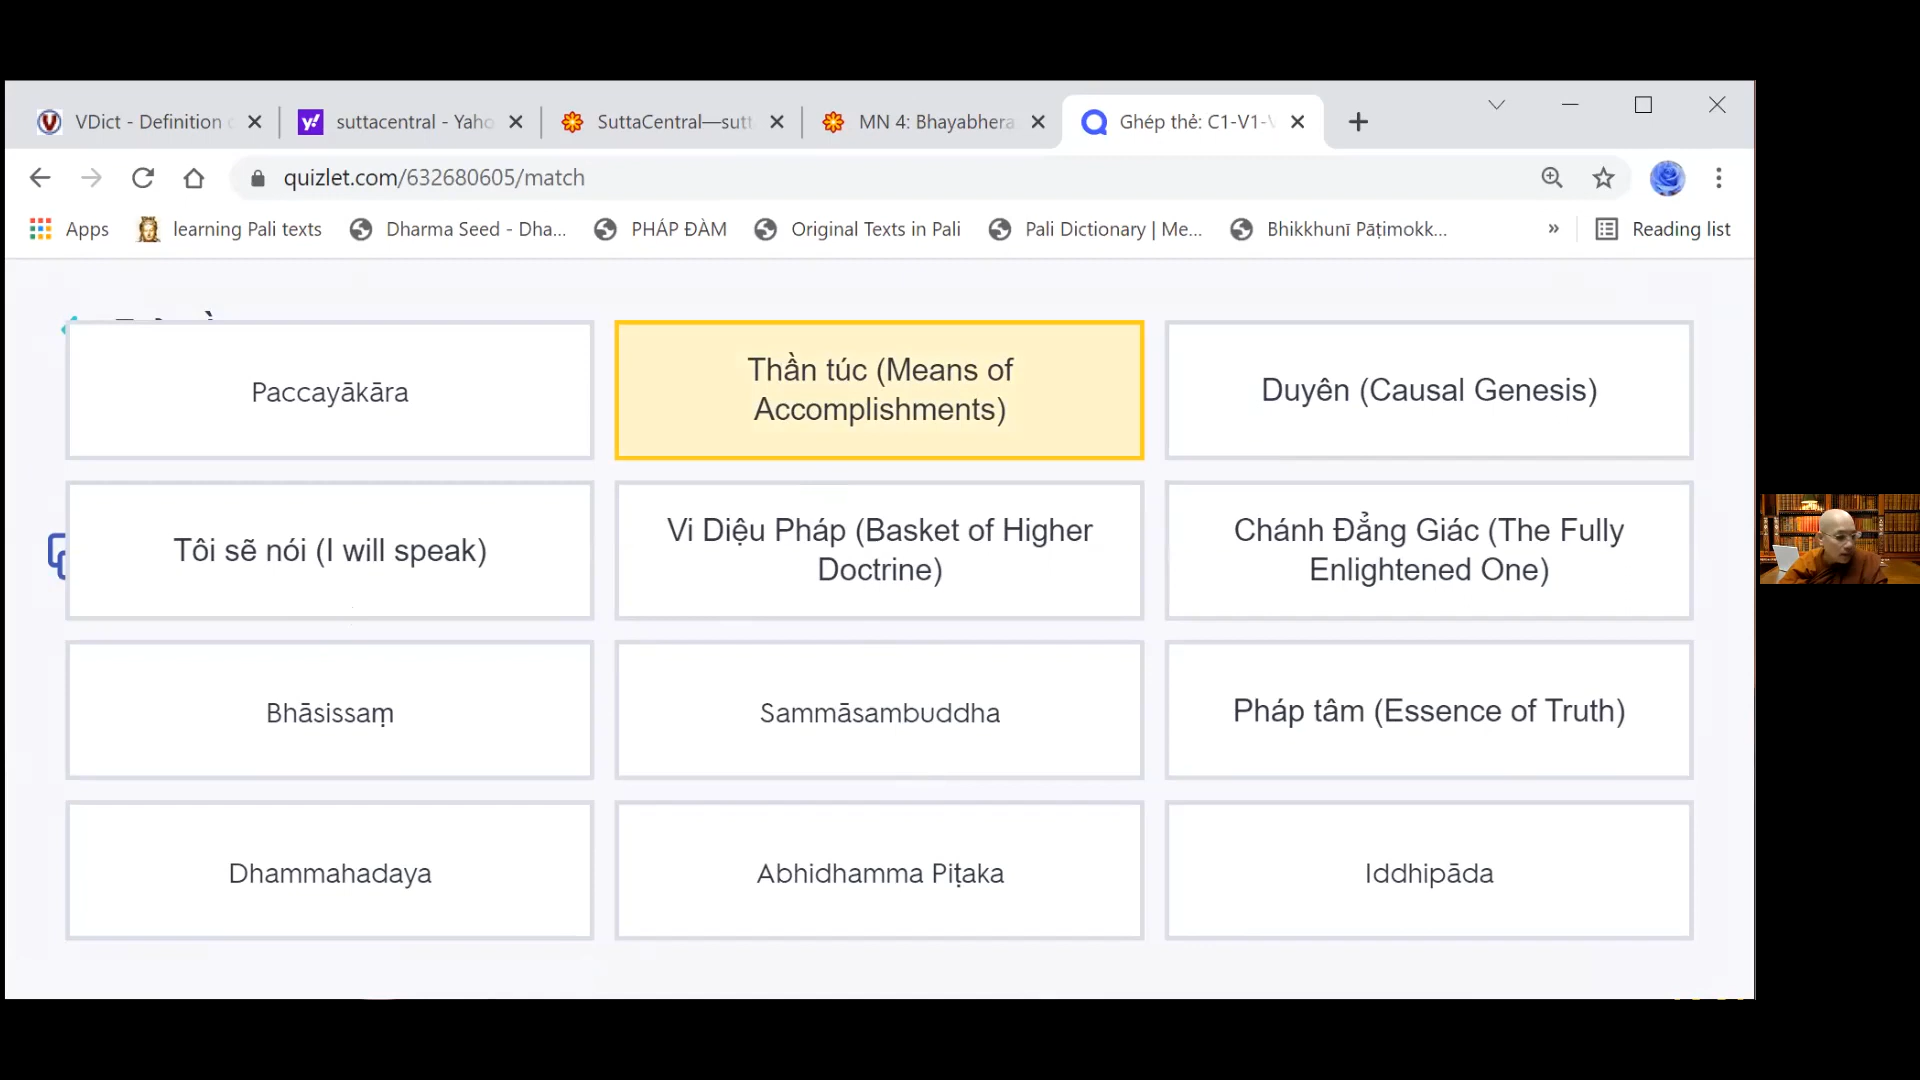 VDict - Definition
suttacentral - Yaho
SuttaCentral—sutt
MN 4: Bhayabhera
Ghép thẻ: C1-V1-
quizlet.com/632680605/match
Apps
learning Pali texts
Dharma Seed - Dha...
PHÁP ĐÀM
Original Texts in Pali
Pali Dictionary | Me...
Bhikkhunī Pāṭimokk...
»
Reading list
Paccayākāra
Thần túc (Means of
Accomplishments)
Duyên (Causal Genesis)
Tôi sẽ nói (I will speak)
Vi Diệu Pháp (Basket of Higher
Doctrine)
Chánh Đẳng Giác (The Fully
Enlightened One)
Bhāsissaṃ
Sammāsambuddha
Pháp tâm (Essence of Truth)
Dhammahadaya
Abhidhamma Piṭaka
Iddhipāda